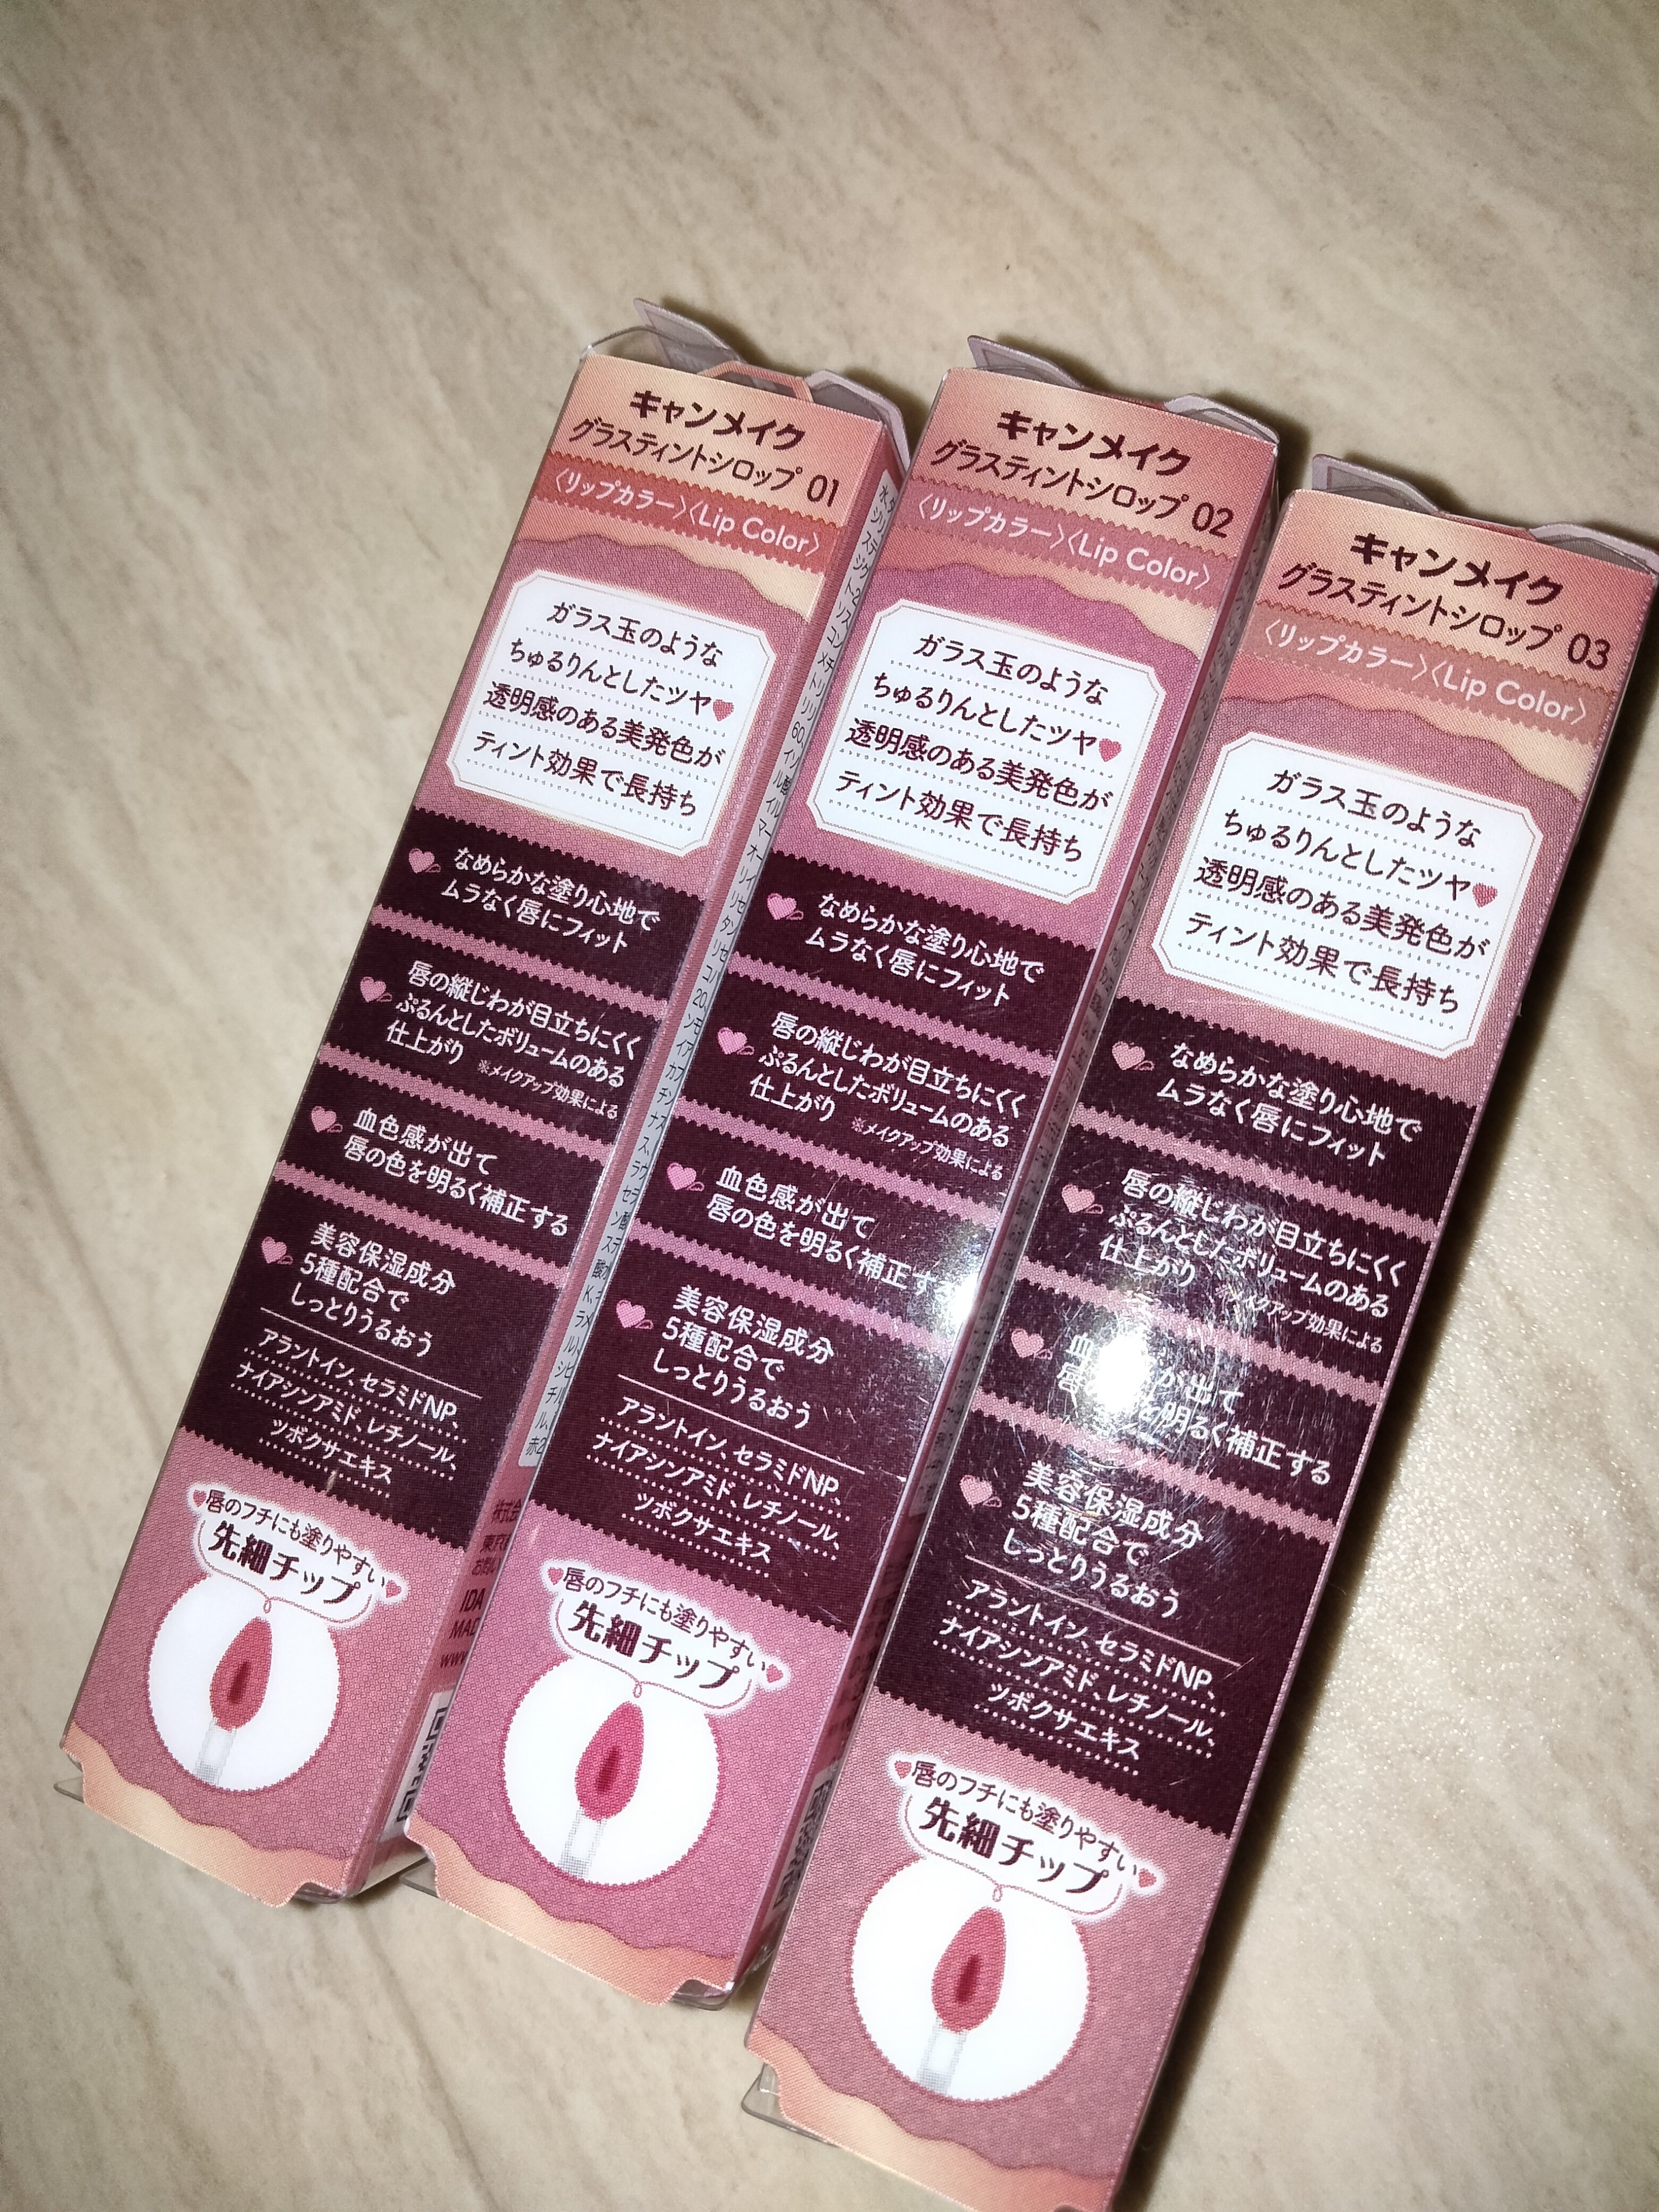 キャンメイク
グラスティントシロップ 01
〈リップカラー〉〈Lip Color〉
ガラス玉のような
ちゅるりんとしたツヤ
透明感のある美発色が
ティント効果で長持ち
なめらかな塗り心地で
ムラなく唇にフィット
唇の縦じわが目立ちにくく
ぷるんとしたボリュームのある
仕上がり ※メイクアップ効果による
血色感が出て
唇の色を明るく補正する
美容保湿成分
5種配合で
しっとりうるおう
アラントイン、セラミドNP、
ナイアシンアミド、レチノール、
ツボクサエキス
唇のフチにも塗りやすい
先細チップ
キャンメイク
グラスティントシロップ 02
〈リップカラー〉〈Lip Color〉
ガラス玉のような
ちゅるりんとしたツヤ
透明感のある美発色が
ティント効果で長持ち
なめらかな塗り心地で
ムラなく唇にフィット
唇の縦じわが目立ちにくく
ぷるんとしたボリュームのある
仕上がり ※メイクアップ効果による
血色感が出て
唇の色を明るく補正する
美容保湿成分
5種配合で
しっとりうるおう
アラントイン、セラミドNP、
ナイアシンアミド、レチノール、
ツボクサエキス
唇のフチにも塗りやすい
先細チップ
キャンメイク
グラスティントシロップ 03
〈リップカラー〉〈Lip Color〉
ガラス玉のような
ちゅるりんとしたツヤ
透明感のある美発色が
ティント効果で長持ち
なめらかな塗り心地で
ムラなく唇にフィット
唇の縦じわが目立ちにくく
ぷるんとしたボリュームのある
仕上がり ※メイクアップ効果による
血色感が出て
唇の色を明るく補正する
美容保湿成分
5種配合で
しっとりうるおう
アラントイン、セラミドNP、
ナイアシンアミド、レチノール、
ツボクサエキス
唇のフチにも塗りやすい
先細チップ